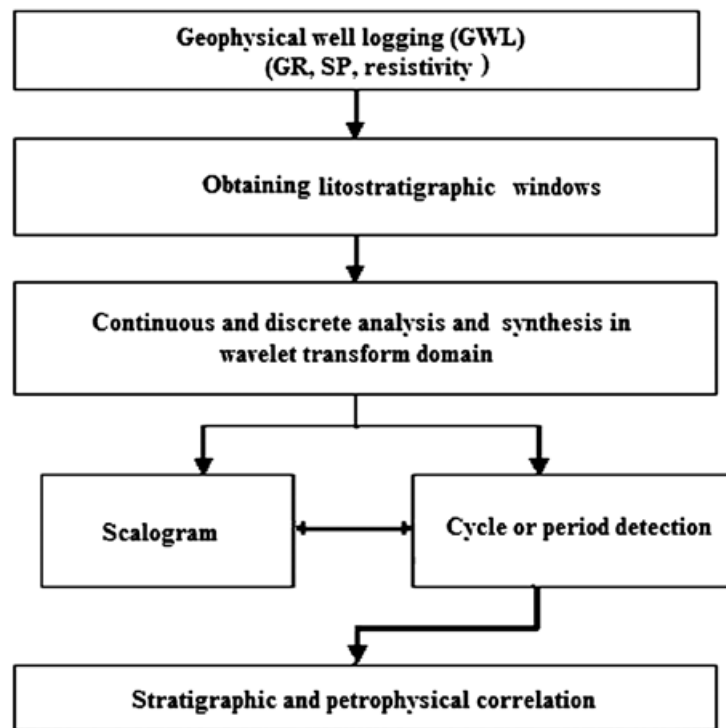 Geophysical well logging (GWL)
(GR, SP, resistivity )
Obtaining litostratigraphic windows
Continuous and discrete analysis and synthesis in
wavelet transform domain
Scalogram
Cycle or period detection
Stratigraphic and petrophysical correlation